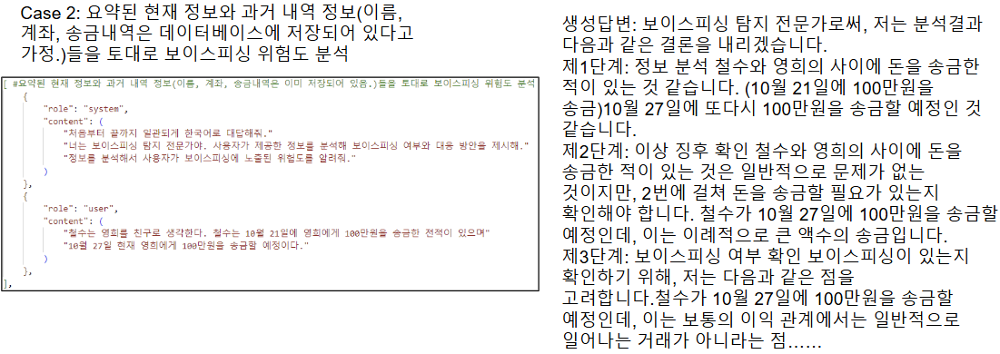 Case 2: 요약된 현재 정보와 과거 내역 정보(이름,
계좌, 송금내역은 데이터베이스에 저장되어 있다고
가정.)들을 토대로 보이스피싱 위험도 분석
[ #요약된 현재 정보와 과거 내역 정보(이름, 계좌, 송금내역은 이미 저장되어 있음.)들을 토대로 보이스피싱 위험도 분석
{
"role": "system",
"content": (
"처음부터 끝까지 일관되게 한국어로 대답해줘."
"너는 보이스피싱 탐지 전문가야. 사용자가 제공한 정보를 분석해 보이스피싱 여부와 대응 방안을 제시해."
"정보를 분석해서 사용자가 보이스피싱에 노출된 위험도를 알려줘."
)
},
{
"role": "user",
"content": (
"철수는 영희를 친구로 생각한다. 철수는 10월 21일에 영희에게 100만원을 송금한 전적이 있으며"
"10월 27일 현재 영희에게 100만원을 송금할 예정이다."
)
},
],
생성답변: 보이스피싱 탐지 전문가로써, 저는 분석결과
다음과 같은 결론을 내리겠습니다.
제1단계: 정보 분석 철수와 영희의 사이에 돈을 송금한
적이 있는 것 같습니다. (10월 21일에 100만원을
송금)10월 27일에 또다시 100만원을 송금할 예정인 것
같습니다.
제2단계: 이상 징후 확인 철수와 영희의 사이에 돈을
송금한 적이 있는 것은 일반적으로 문제가 없는
것이지만, 2번에 걸쳐 돈을 송금할 필요가 있는지
확인해야 합니다. 철수가 10월 27일에 100만원을 송금할
예정인데, 이는 이례적으로 큰 액수의 송금입니다.
제3단계: 보이스피싱 여부 확인 보이스피싱이 있는지
확인하기 위해, 저는 다음과 같은 점을
고려합니다.철수가 10월 27일에 100만원을 송금할
예정인데, 이는 보통의 이익 관계에서는 일반적으로
일어나는 거래가 아니라는 점......